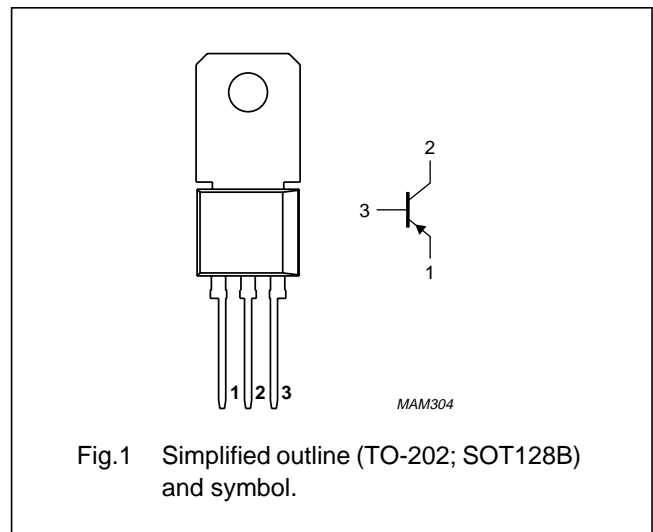 2
3
1
1 2 3
MAM304
Fig.1 Simplified outline (TO-202; SOT128B)
and symbol.